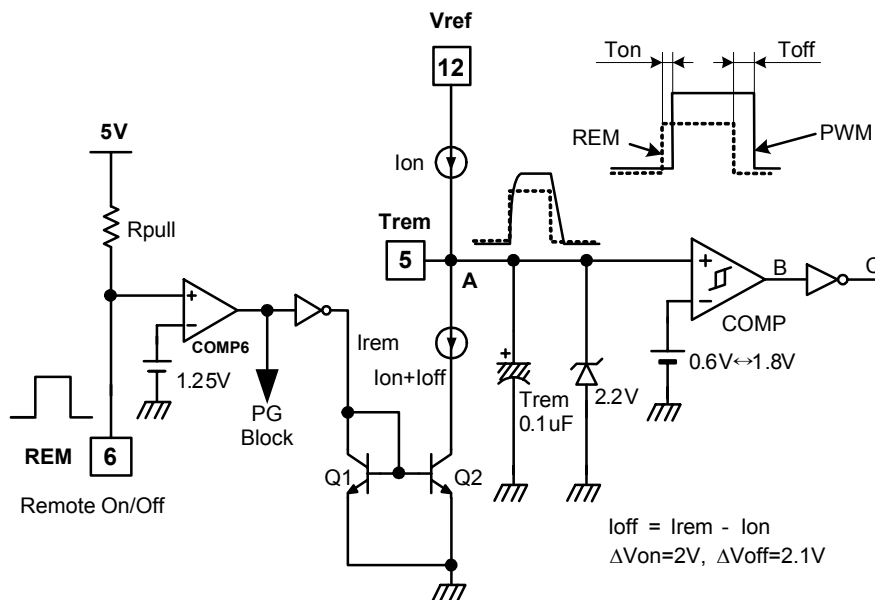 Vref
12
Ton
Toff
REM
PWM
5V
Ion
Rpull
Trem
5
A
+
-
COMP6
1.25V
Irem
Ion+Ioff
+
-
B
C
COMP
0.6V↔1.8V
+
Trem
0.1uF
2.2V
PG
Block
REM
6
Q1
Q2
Remote On/Off
Ioff = Irem - Ion
ΔVon=2V, ΔVoff=2.1V